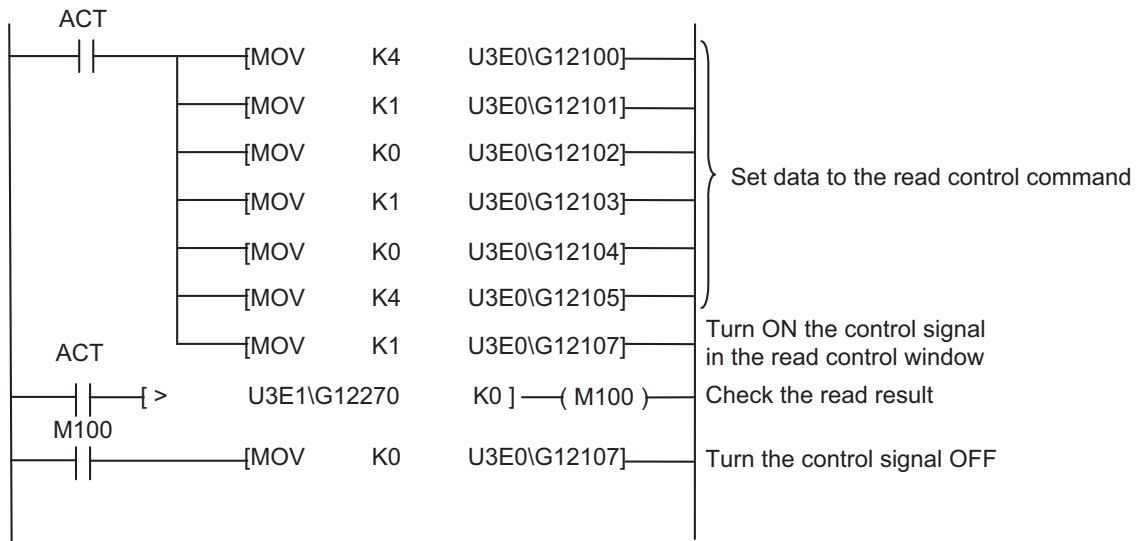 ACT
[MOV K4 U3E0\G12100]
[MOV K1 U3E0\G12101]
[MOV K0 U3E0\G12102]
[MOV K1 U3E0\G12103]
[MOV K0 U3E0\G12104]
[MOV K4 U3E0\G12105]
Set data to the read control command
[MOV K1 U3E0\G12107]
Turn ON the control signal
in the read control window
ACT
[ > U3E1\G12270 K0 ] ( M100 )
Check the read result
M100
[MOV K0 U3E0\G12107]
Turn the control signal OFF